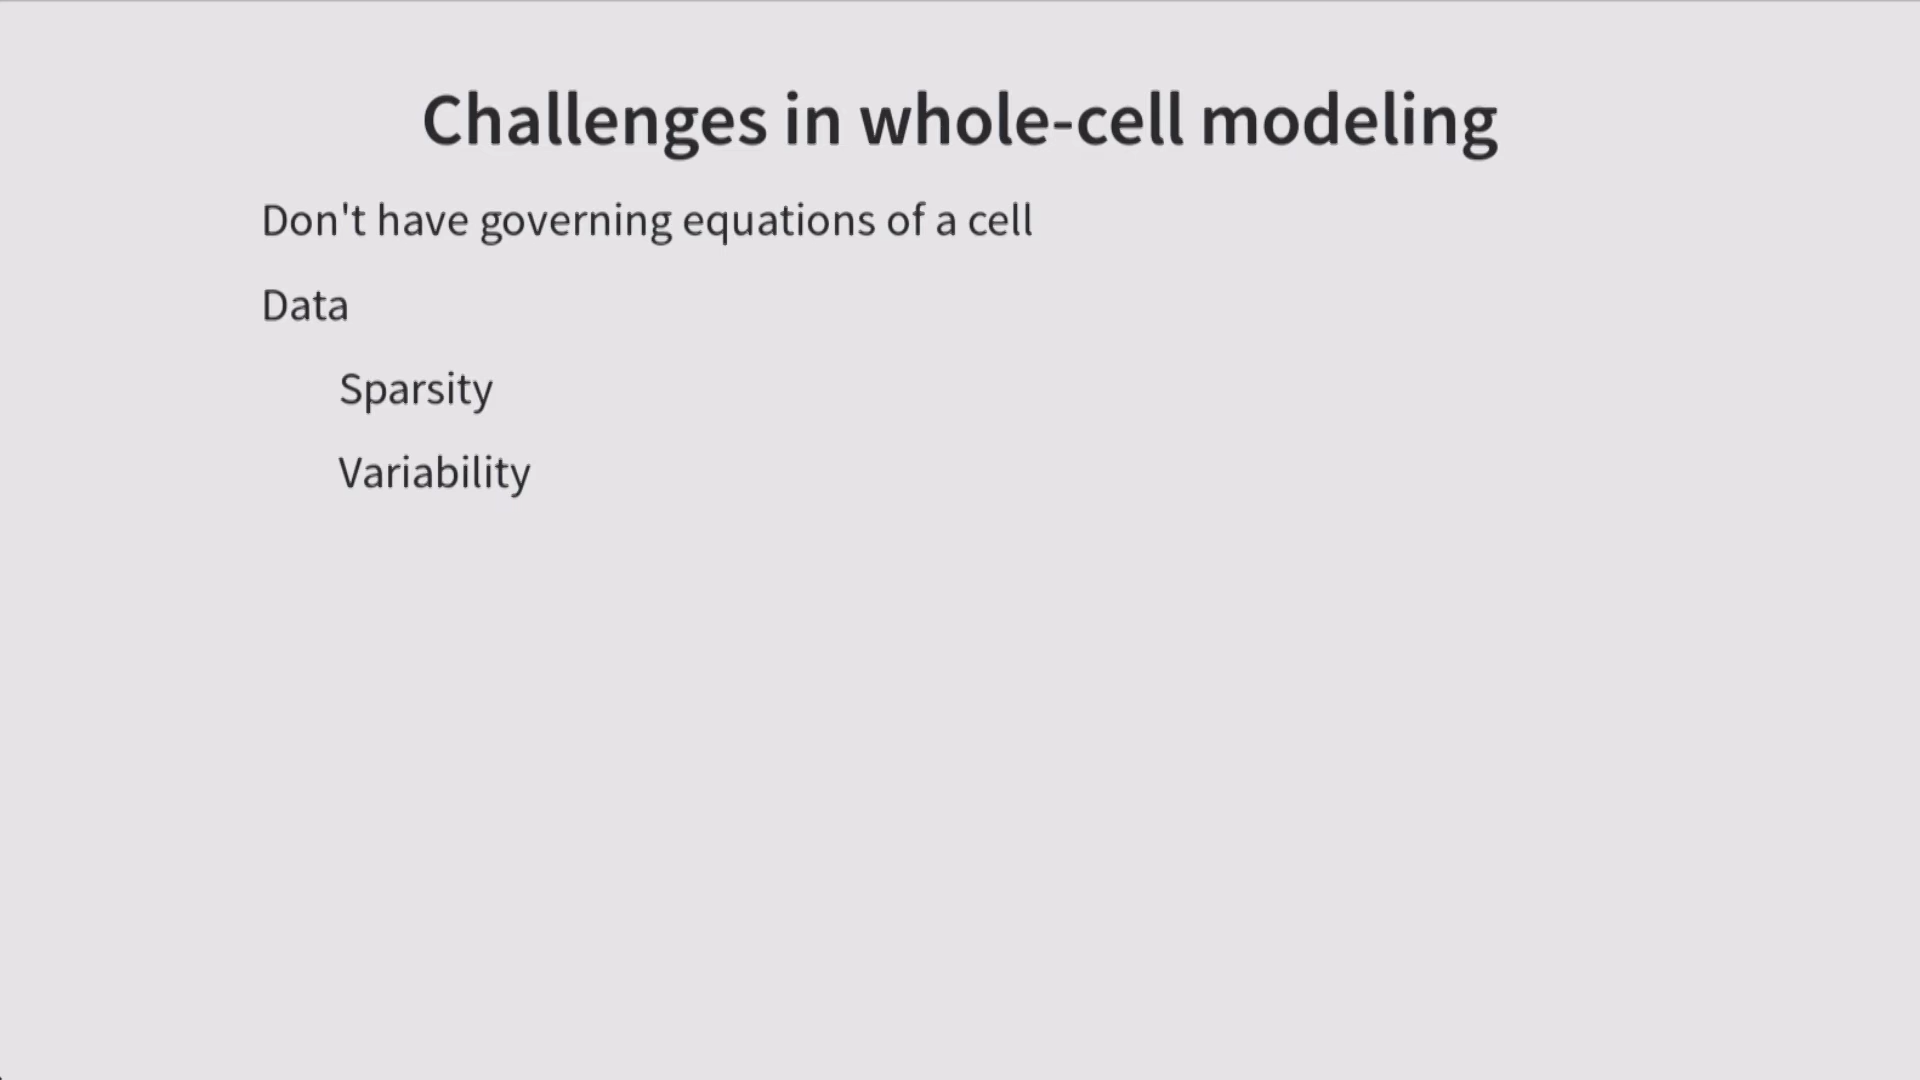 Challenges in whole-cell modeling
Don't have governing equations of a cell
Data
Sparsity
Variability